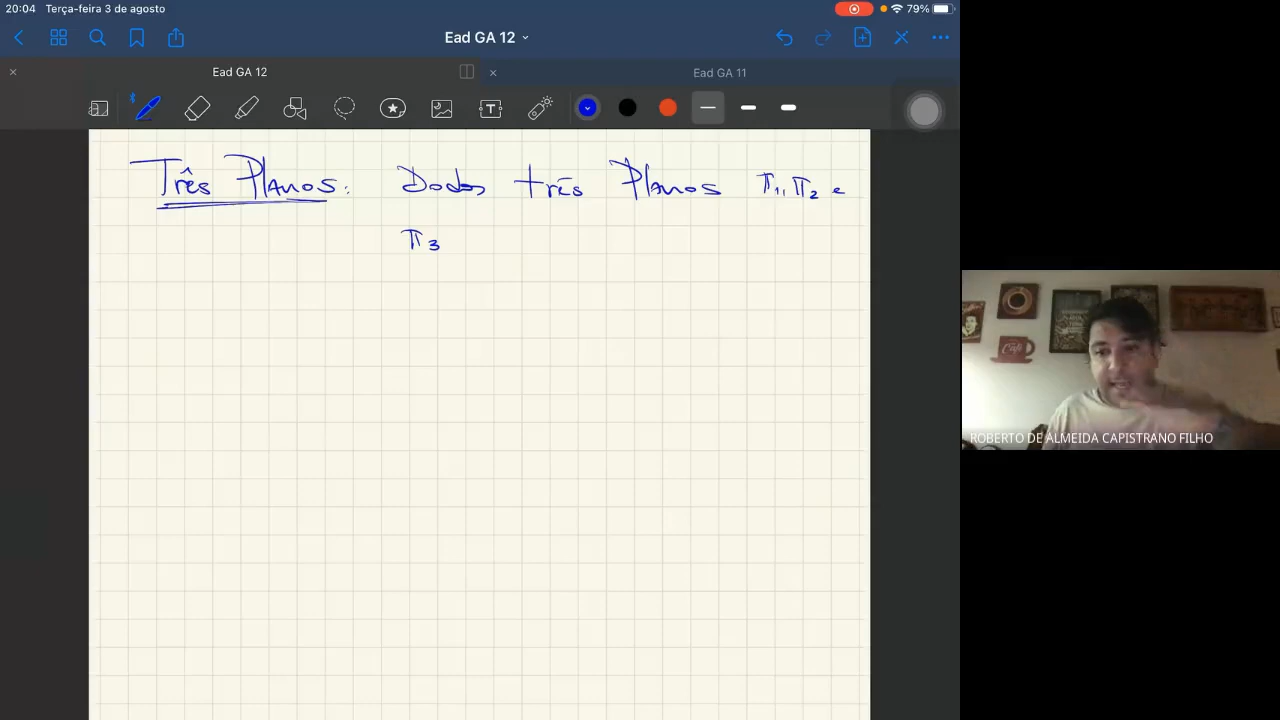 20:04 Terça-feira 3 de agosto 79%
Ead GA 12
Ead GA 12 Ead GA 11
Três Planos: Dados três Planos π1, π2 e
π3
Café
ROBERTO DE ALMEIDA CAPISTRANO FILHO